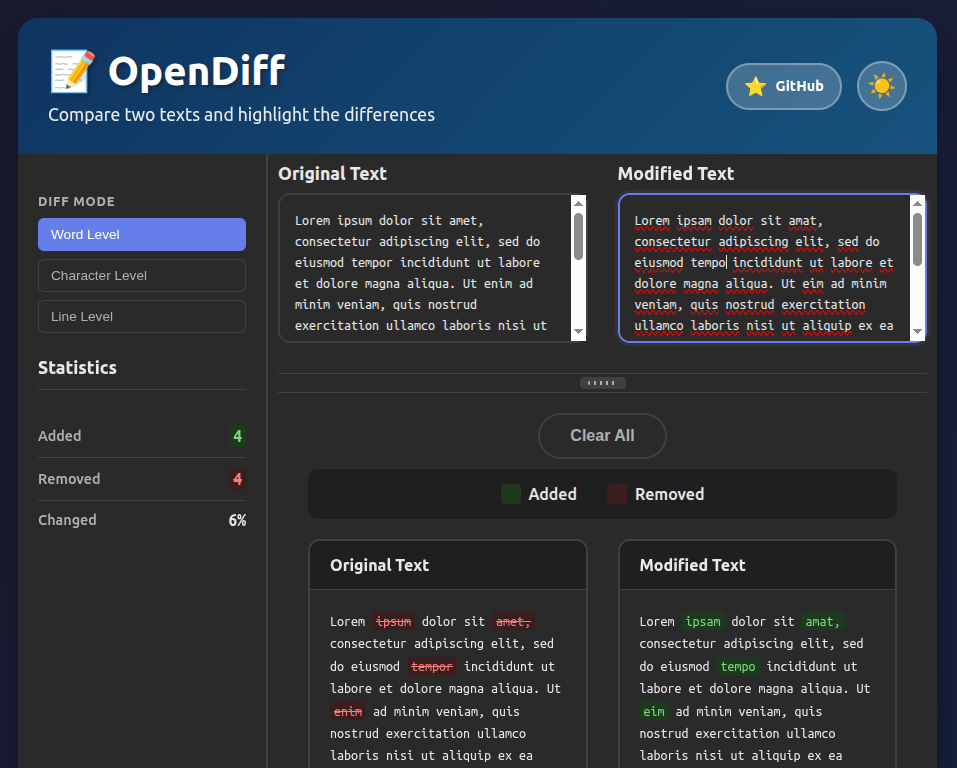 OpenDiff
Compare two texts and highlight the differences
GitHub
DIFF MODE
Word Level
Character Level
Line Level
Statistics
Added 4
Removed 4
Changed 6%
Original Text
Lorem ipsum dolor sit amet,
consectetur adipiscing elit, sed do
eiusmod tempor incididunt ut labore
et dolore magna aliqua. Ut enim ad
minim veniam, quis nostrud
exercitation ullamco laboris nisi ut
Modified Text
Lorem ipsam dolor sit amat,
consectetur adipiscing elit, sed do
eiusmod tempo incididunt ut labore et
dolore magna aliqua. Ut eim ad minim
veniam, quis nostrud exercitation
ullamco laboris nisi ut aliquip ex ea
Clear All
Added Removed
Original Text
Lorem ipsum dolor sit amet,
consectetur adipiscing elit, sed
do eiusmod tempor incididunt ut
labore et dolore magna aliqua. Ut
enim ad minim veniam, quis
nostrud exercitation ullamco
laboris nisi ut aliquip ex ea
Modified Text
Lorem ipsam dolor sit amat,
consectetur adipiscing elit, sed
do eiusmod tempo incididunt ut
labore et dolore magna aliqua. Ut
eim ad minim veniam, quis
nostrud exercitation ullamco
laboris nisi ut aliquip ex ea